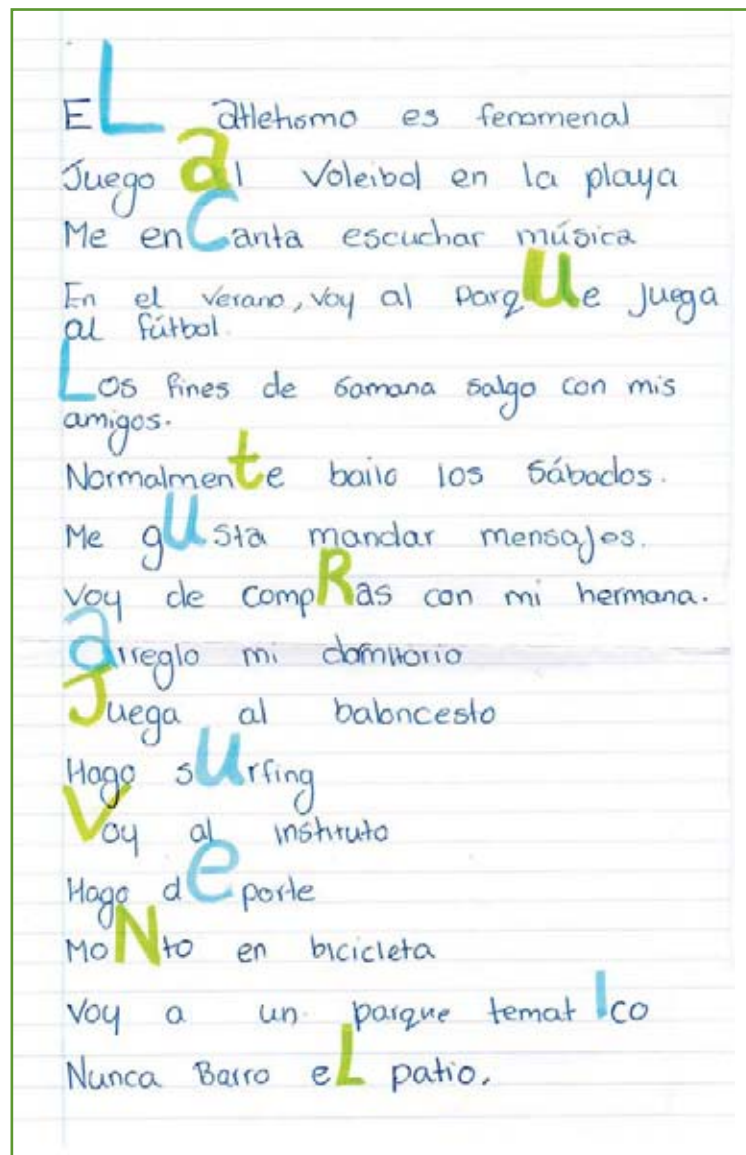 EL atletismo es fenomenal
Juego al Voleibol en la playa
Me enCanta escuchar música
En el verano, voy al parqUe juega
al fútbol.
Los fines de samana salgo con mis
amigos.
Normalmente bailo los sábados.
Me gUsta mandar mensajes.
Voy de compRas con mi hermana.
arreglo mi dormitorio
Juega al baloncesto
Hago sUrfing
Voy al instituto
Hago deporte
MoNto en bicicleta
Voy a un parque tematIco
Nunca Barro eL patio.